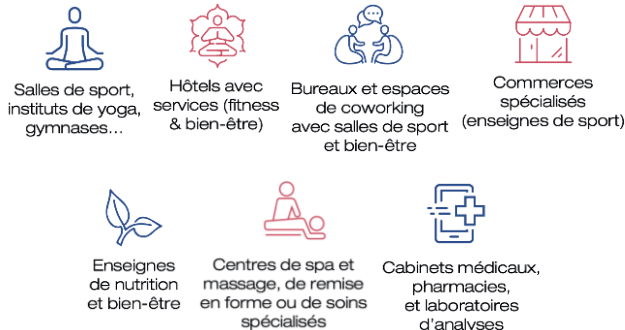 Salles de sport,
instituts de yoga,
gymnases...
Hôtels avec
services (fitness
& bien-être)
Bureaux et espaces
de coworking
avec salles de sport
et bien-être
Commerces
spécialisés
(enseignes de sport)
Enseignes
de nutrition
et bien-être
Centres de spa et
massage, de remise
en forme ou de soins
spécialisés
Cabinets médicaux,
pharmacies,
et laboratoires
d'analyses